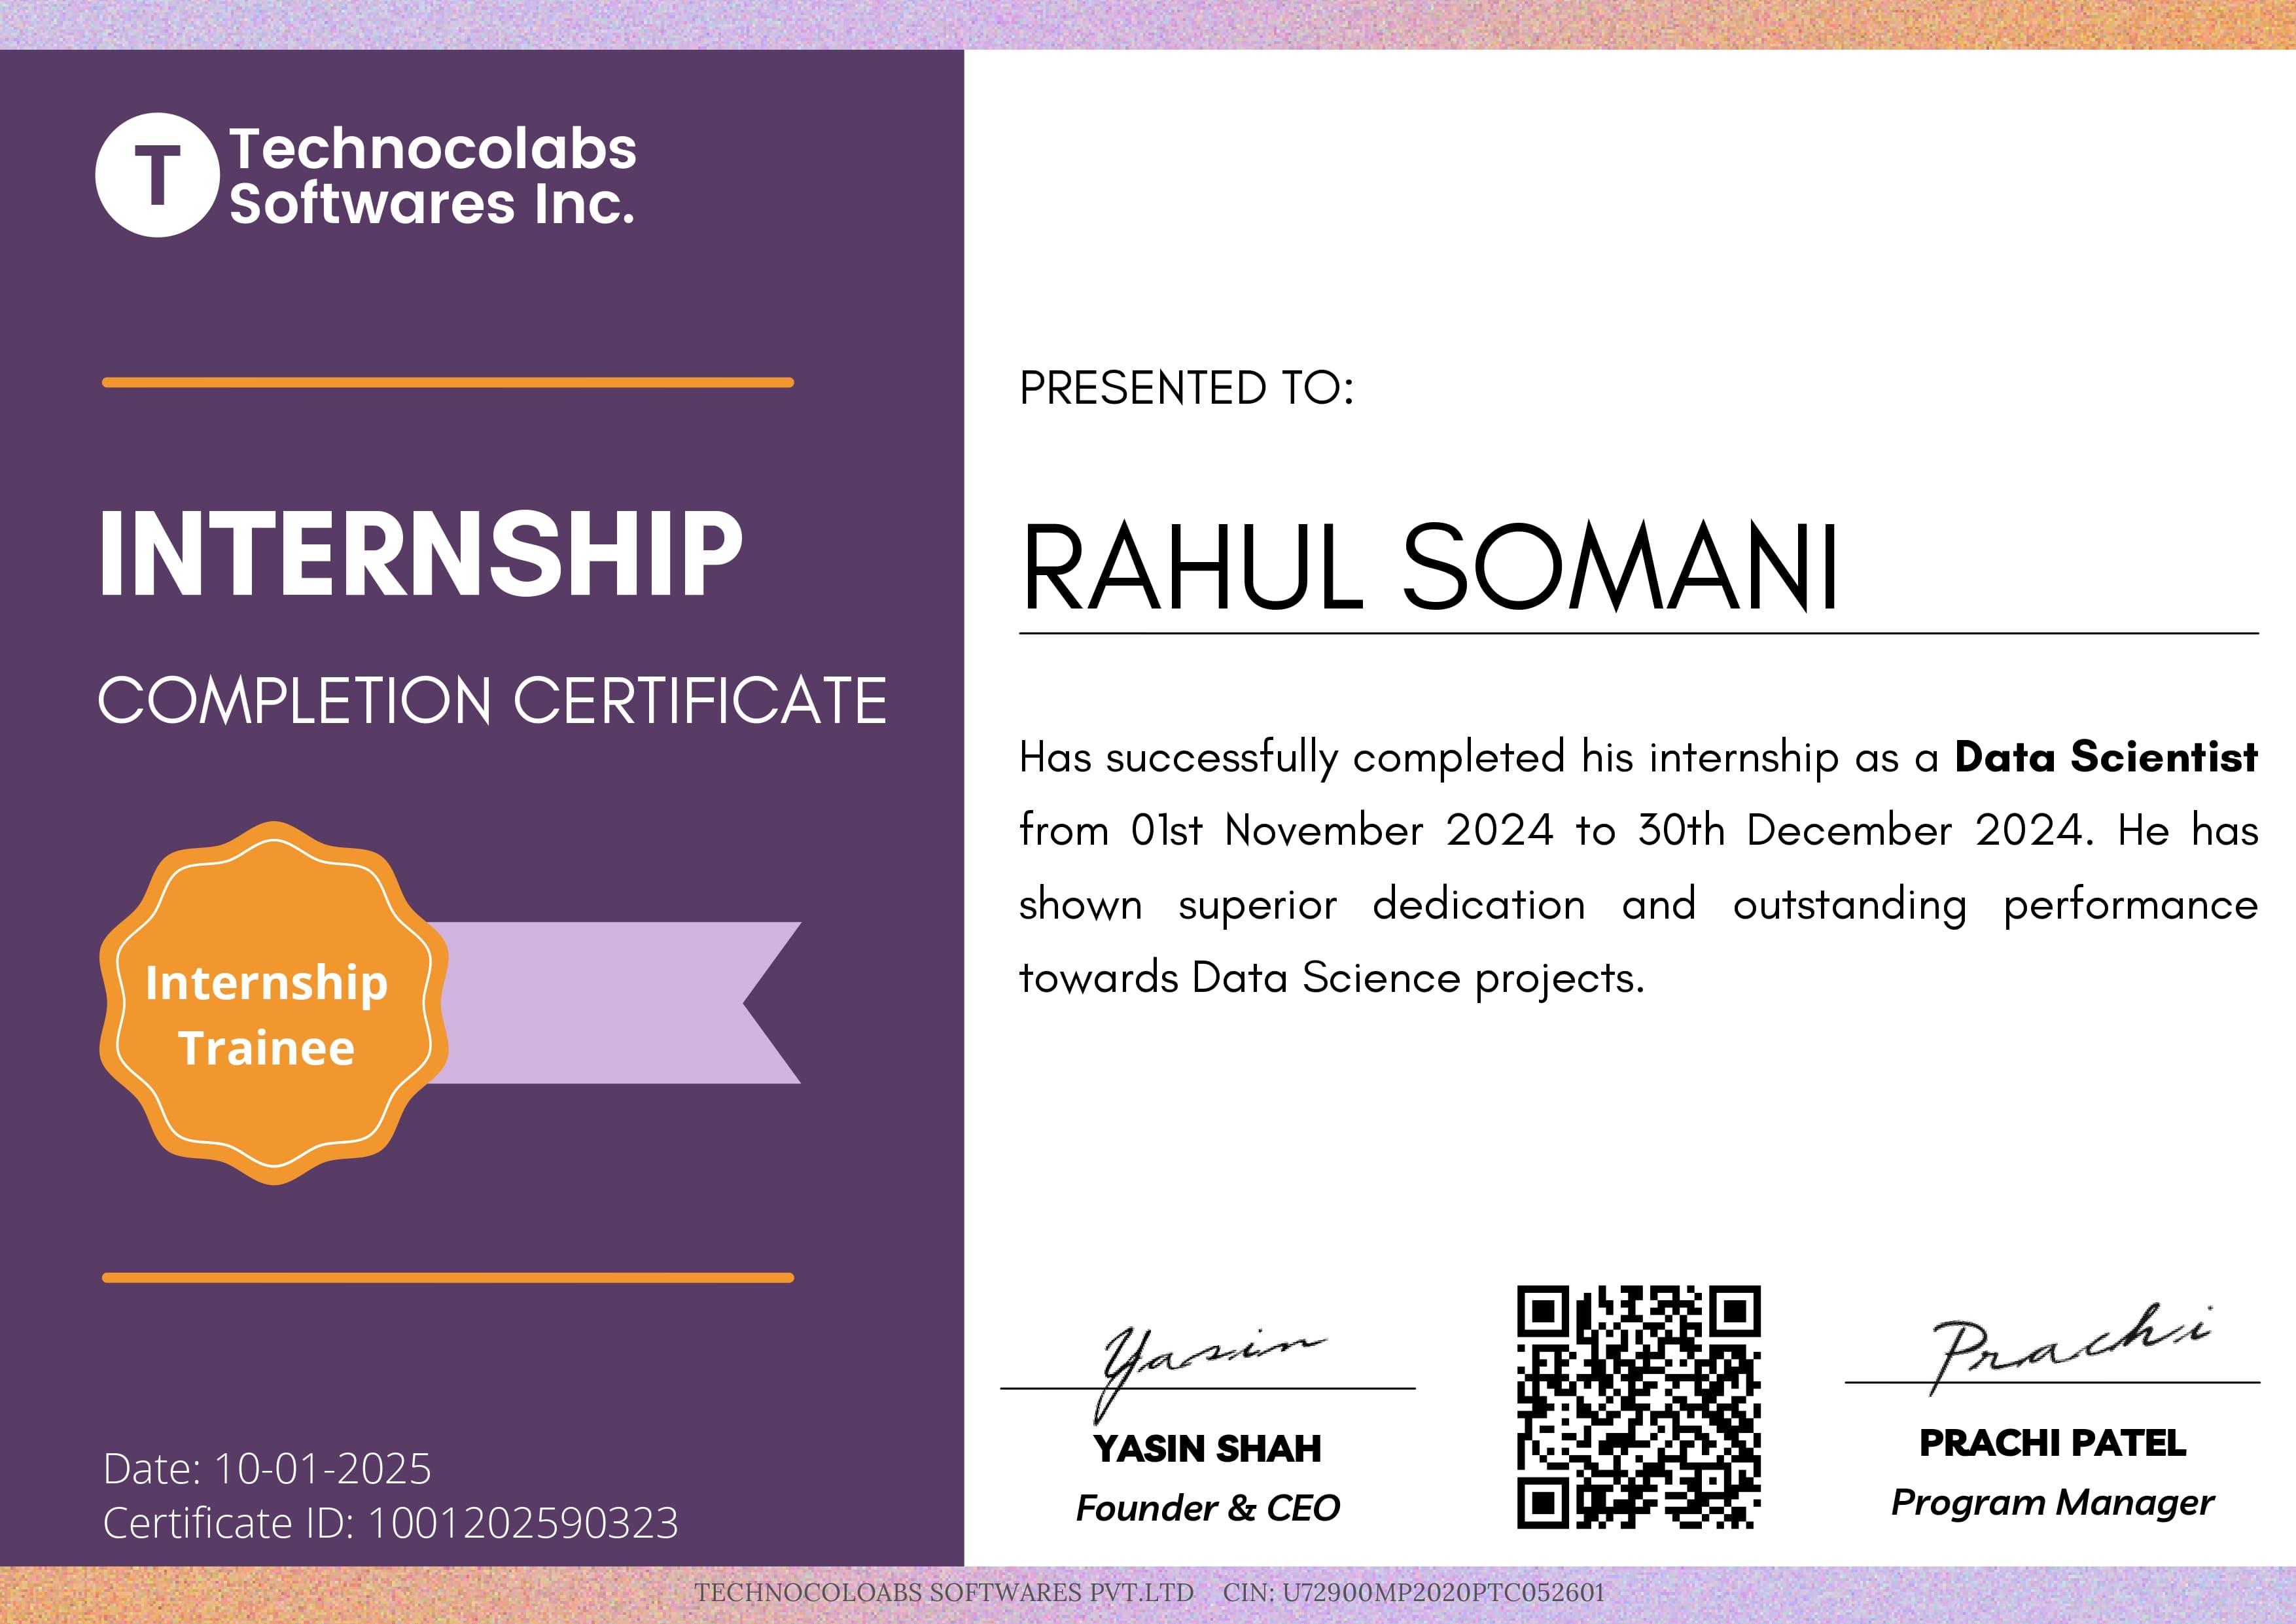 T
Technocolabs
Softwares Inc.
INTERNSHIP
COMPLETION CERTIFICATE
Internship
Trainee
Date: 10-01-2025
Certificate ID: 1001202590323
PRESENTED TO:
RAHUL SOMANI
Has successfully completed his internship as a Data Scientist
from 01st November 2024 to 30th December 2024. He has
shown superior dedication and outstanding performance
towards Data Science projects.
Yasin
YASIN SHAH
Founder & CEO
Prachi
PRACHI PATEL
Program Manager
TECHNOCOLOABS SOFTWARES PVT.LTD CIN: U72900MP2020PTC052601